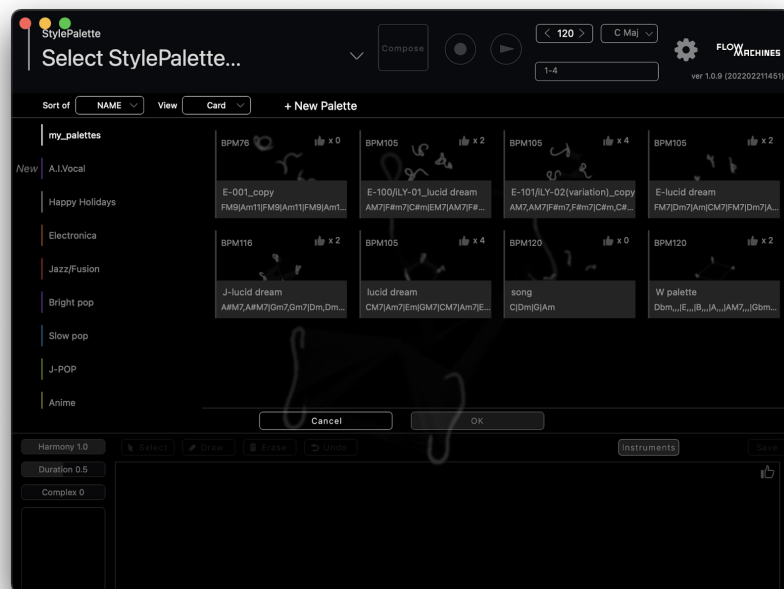 StylePalette
Select StylePalette...
Compose
< 120 >
C Maj
1-4
FLOW MACHINES
ver 1.0.9 (202202211451)
Sort of NAME View Card + New Palette
my_palettes
New A.I.Vocal
Happy Holidays
Electronica
Jazz/Fusion
Bright pop
Slow pop
J-POP
Anime
BPM76 x 0
E-001_copy
FM9|Am11|FM9|Am11|FM9|Am1...
BPM105 x 2
E-100/iLY-01_lucid dream
AM7|F#m7|C#m|EM7|AM7|F#...
BPM105 x 4
E-101/iLY-02(variation)_copy
AM7,AM7|F#m7,F#m7|C#m,C#...
BPM105 x 2
E-lucid dream
FM7|Dm7|Am|CM7|FM7|Dm7|A...
BPM116 x 2
J-lucid dream
A#M7,A#M7|Gm7,Gm7|Dm,Dm...
BPM105 x 4
lucid dream
CM7|Am7|Em|GM7|CM7|Am7|E...
BPM120 x 0
song
C|Dm|G|Am
BPM120 x 2
W palette
Dbm,,,|E,,,|B,,,|A,,,|AM7,,,|Gbm...
Cancel OK
Harmony 1.0 Select Draw Erase Undo Instruments Save
Duration 0.5
Complex 0